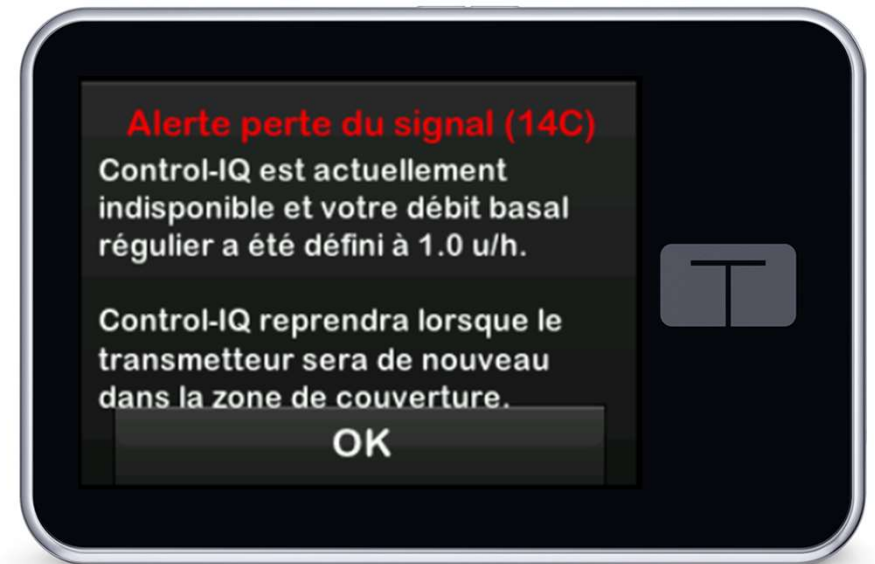 Alerte perte du signal (14C)
Control-IQ est actuellement
indisponible et votre débit basal
régulier a été défini à 1.0 u/h.
Control-IQ reprendra lorsque le
transmetteur sera de nouveau
dans la zone de couverture.
OK